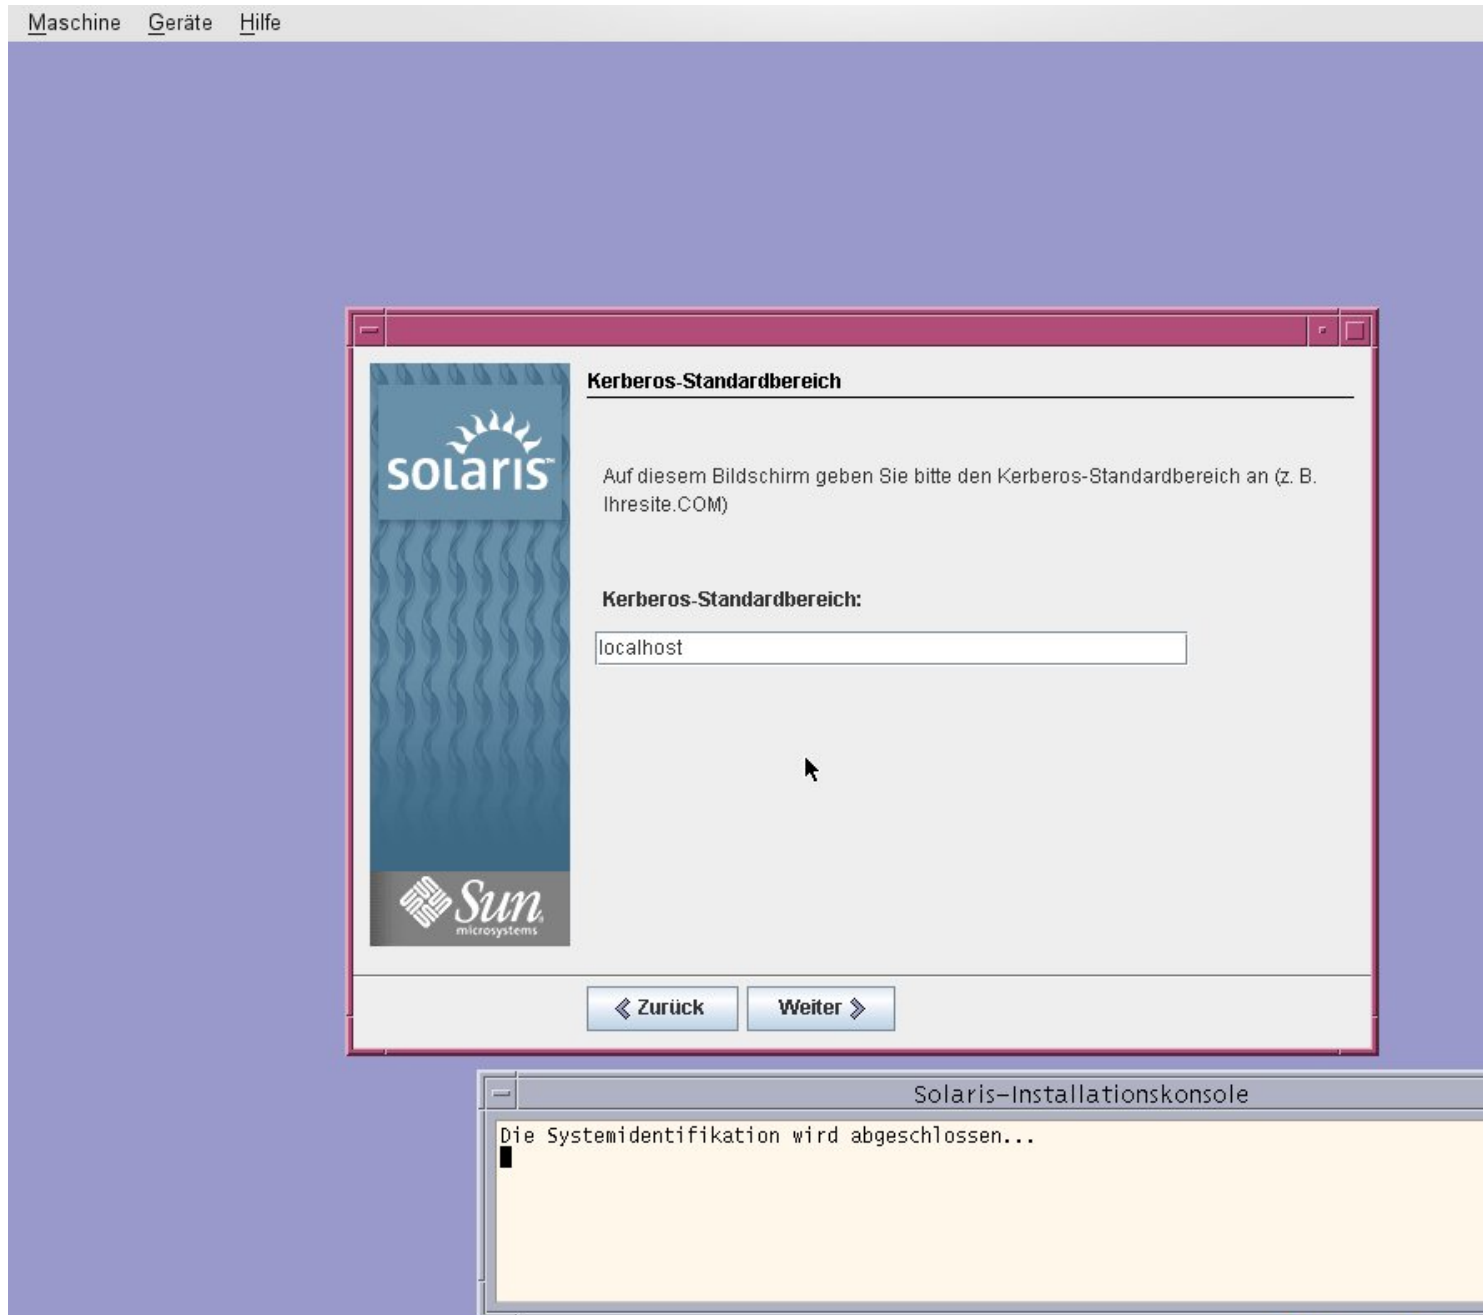 Maschine Geräte Hilfe
Kerberos-Standardbereich
solaris™
Auf diesem Bildschirm geben Sie bitte den Kerberos-Standardbereich an (z. B.
Ihresite.COM)
Kerberos-Standardbereich:
localhost
Sun
microsystems
Zurück Weiter
Solaris-Installationskonsole
Die Systemidentifikation wird abgeschlossen...